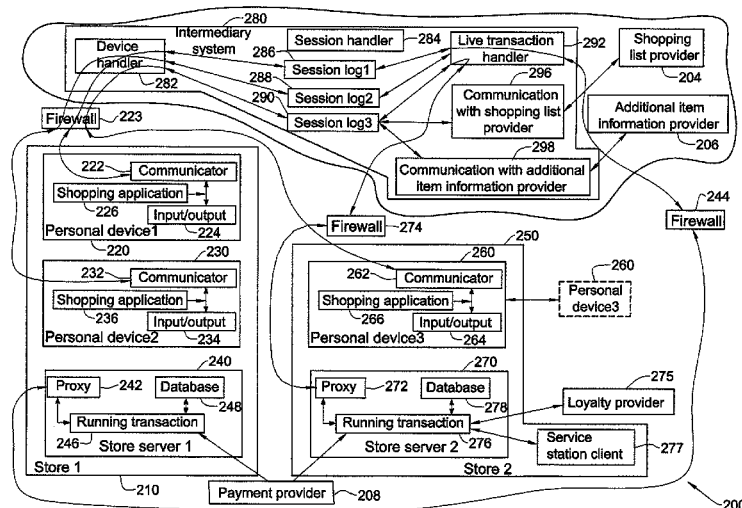 280
Intermediary
system
286
Session handler
284
Live transaction
handler
292
Shopping
list provider
204
Device
handler
282
Session log1
288
Session log2
290
Session log3
296
Communication
with shopping list
provider
Additional item
information provider
206
298
Communication with additional
item information provider
Firewall
223
222
Communicator
Shopping application
226
Input/output
224
Personal device1
220
230
232
Communicator
Shopping application
236
Input/output
234
Personal device2
240
Proxy
242
Database
248
Running transaction
246
Store server 1
Store 1
210
Firewall
274
Firewall
244
250
260
262
Communicator
Shopping application
266
Input/output
264
Personal device3
260
Personal
device3
270
Proxy
272
Database
278
Running transaction
276
Store server 2
Store 2
275
Loyalty provider
Service
station client
277
Payment provider
208
200